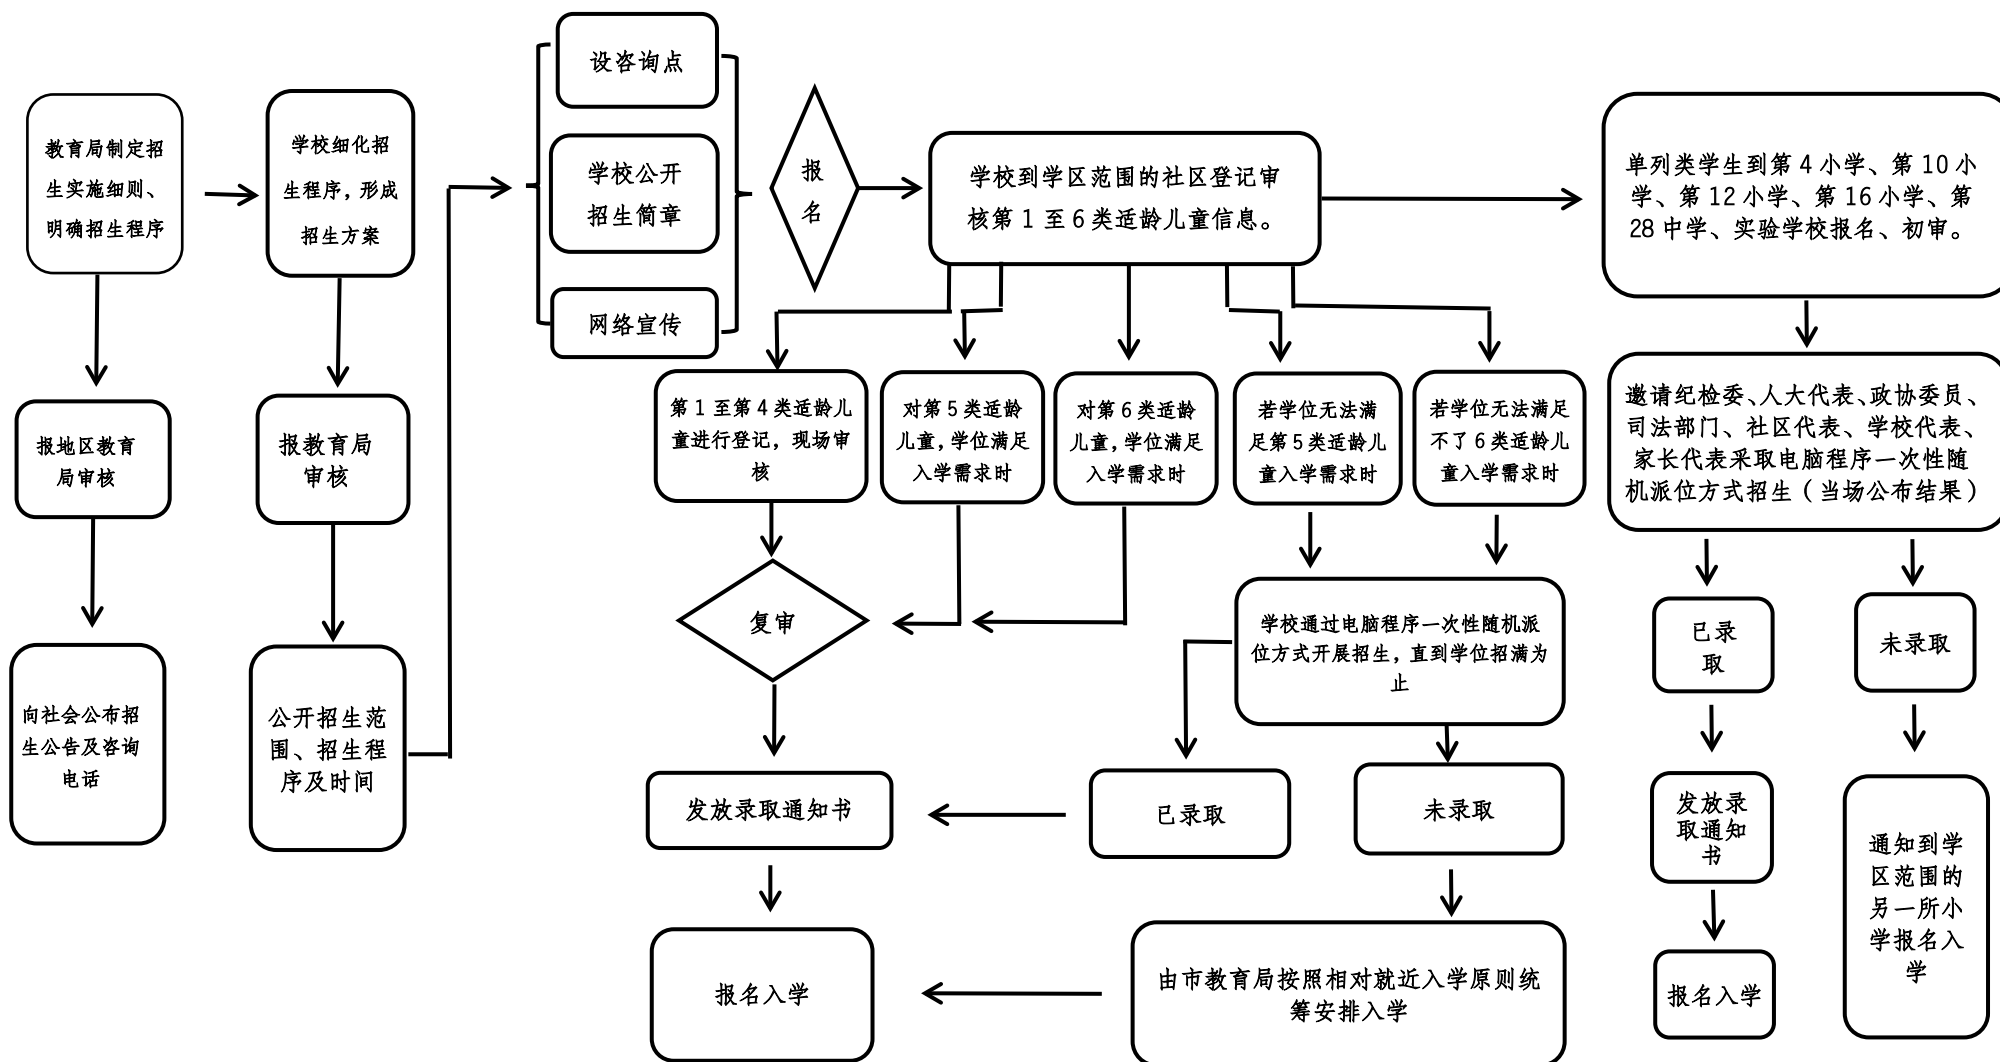 教育局制定招
生实施细则、
明确招生程序
报地区教育
局审核
向社会公布招
生公告及咨询
电话
学校细化招
生程序，形成
招生方案
报教育局
审核
公开招生范
围、招生程
序及时间
设咨询点
学校公开
招生简章
网络宣传
报
名
学校到学区范围的社区登记审
核第 1 至 6 类适龄儿童信息。
第 1 至第 4 类适龄儿
童进行登记，现场审
核
对第 5 类适龄
儿童，学位满足
入学需求时
对第 6 类适龄
儿童，学位满足
入学需求时
若学位无法满
足第 5 类适龄儿
童入学需求时
若学位无法满足
不了 6 类适龄儿
童入学需求时
复审
学校通过电脑程序一次性随机派
位方式开展招生，直到学位招满为
止
发放录取通知书
已录取
未录取
报名入学
由市教育局按照相对就近入学原则统
筹安排入学
单列类学生到第 4 小学、第 10 小
学、第 12 小学、第 16 小学、第
28 中学、实验学校报名、初审。
邀请纪检委、人大代表、政协委员、
司法部门、社区代表、学校代表、
家长代表采取电脑程序一次性随
机派位方式招生（当场公布结果）
已录
取
未录取
发放录
取通知
书
报名入学
通知到学
区范围的
另一所小
学报名入
学